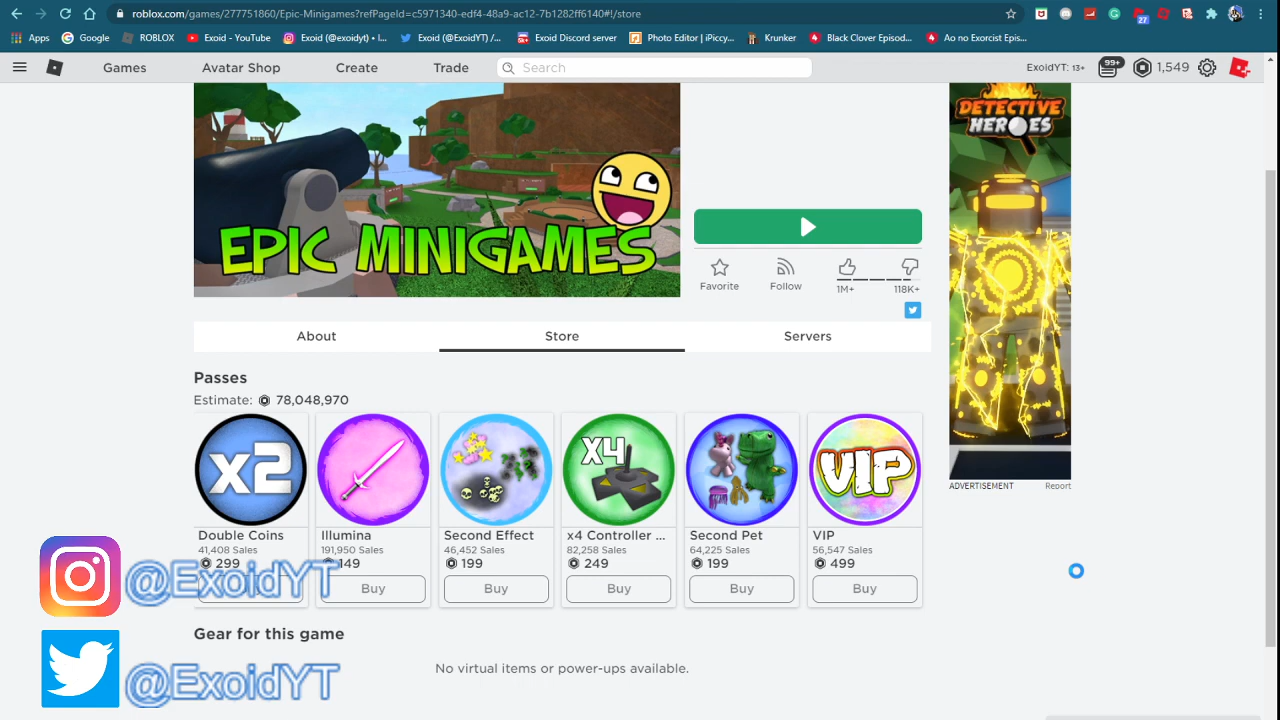 roblox.com/games/277751860/Epic-Minigames?refPageId=c5971340-edf4-48a9-ac12-7b1282ff6140#!/store
27
Apps Google ROBLOX Exoid - YouTube Exoid (@exoidyt) • I... Exoid (@ExoidYT) /... Exoid Discord server Photo Editor | iPiccy... Krunker Black Clover Episod... Ao no Exorcist Epis...
Games Avatar Shop Create Trade Search ExoidYT: 13+ 99+ 1,549
DETECTIVE
HEROES
EPIC MINIGAMES
Favorite Follow 1M+ 118K+
About Store Servers
Passes
Estimate: 78,048,970
x2 X4 VIP
ADVERTISEMENT Report
Double Coins Illumina Second Effect x4 Controller ... Second Pet VIP
41,408 Sales 191,950 Sales 46,452 Sales 82,258 Sales 64,225 Sales 56,547 Sales
299 149 199 249 199 499
Buy Buy Buy Buy Buy
@ExoidYT
Gear for this game
No virtual items or power-ups available.
@ExoidYT